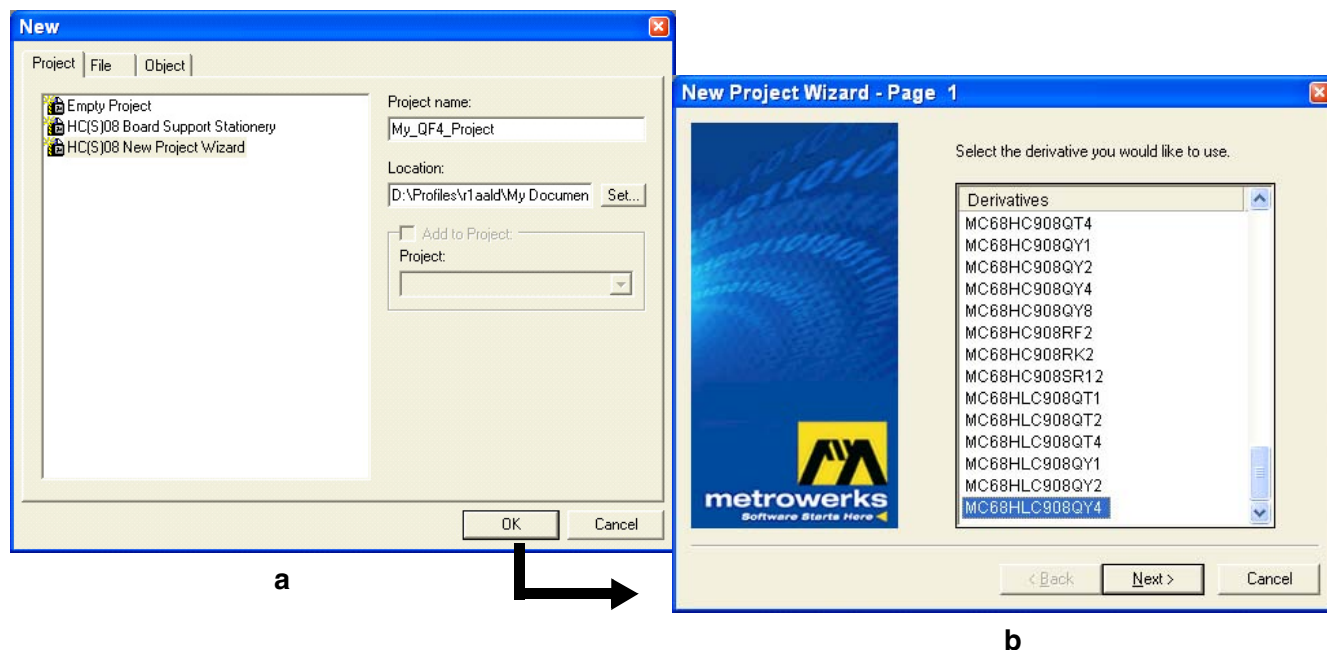 New
Project
File
Object
Empty Project
HC(S)08 Board Support Stationery
HC(S)08 New Project Wizard
Project name:
My_QF4_Project
Location:
D:\Profiles\r1aald\My Documen
Set...
Add to Project:
Project:
OK
Cancel
a
New Project Wizard - Page 1
Select the derivative you would like to use.
Derivatives
MC68HC908QT4
MC68HC908QY1
MC68HC908QY2
MC68HC908QY4
MC68HC908QY8
MC68HC908RF2
MC68HC908RK2
MC68HC908SR12
MC68HLC908QT1
MC68HLC908QT2
MC68HLC908QT4
MC68HLC908QY1
MC68HLC908QY2
MC68HLC908QY4
metrowerks
Software Starts Here
< Back
Next >
Cancel
b